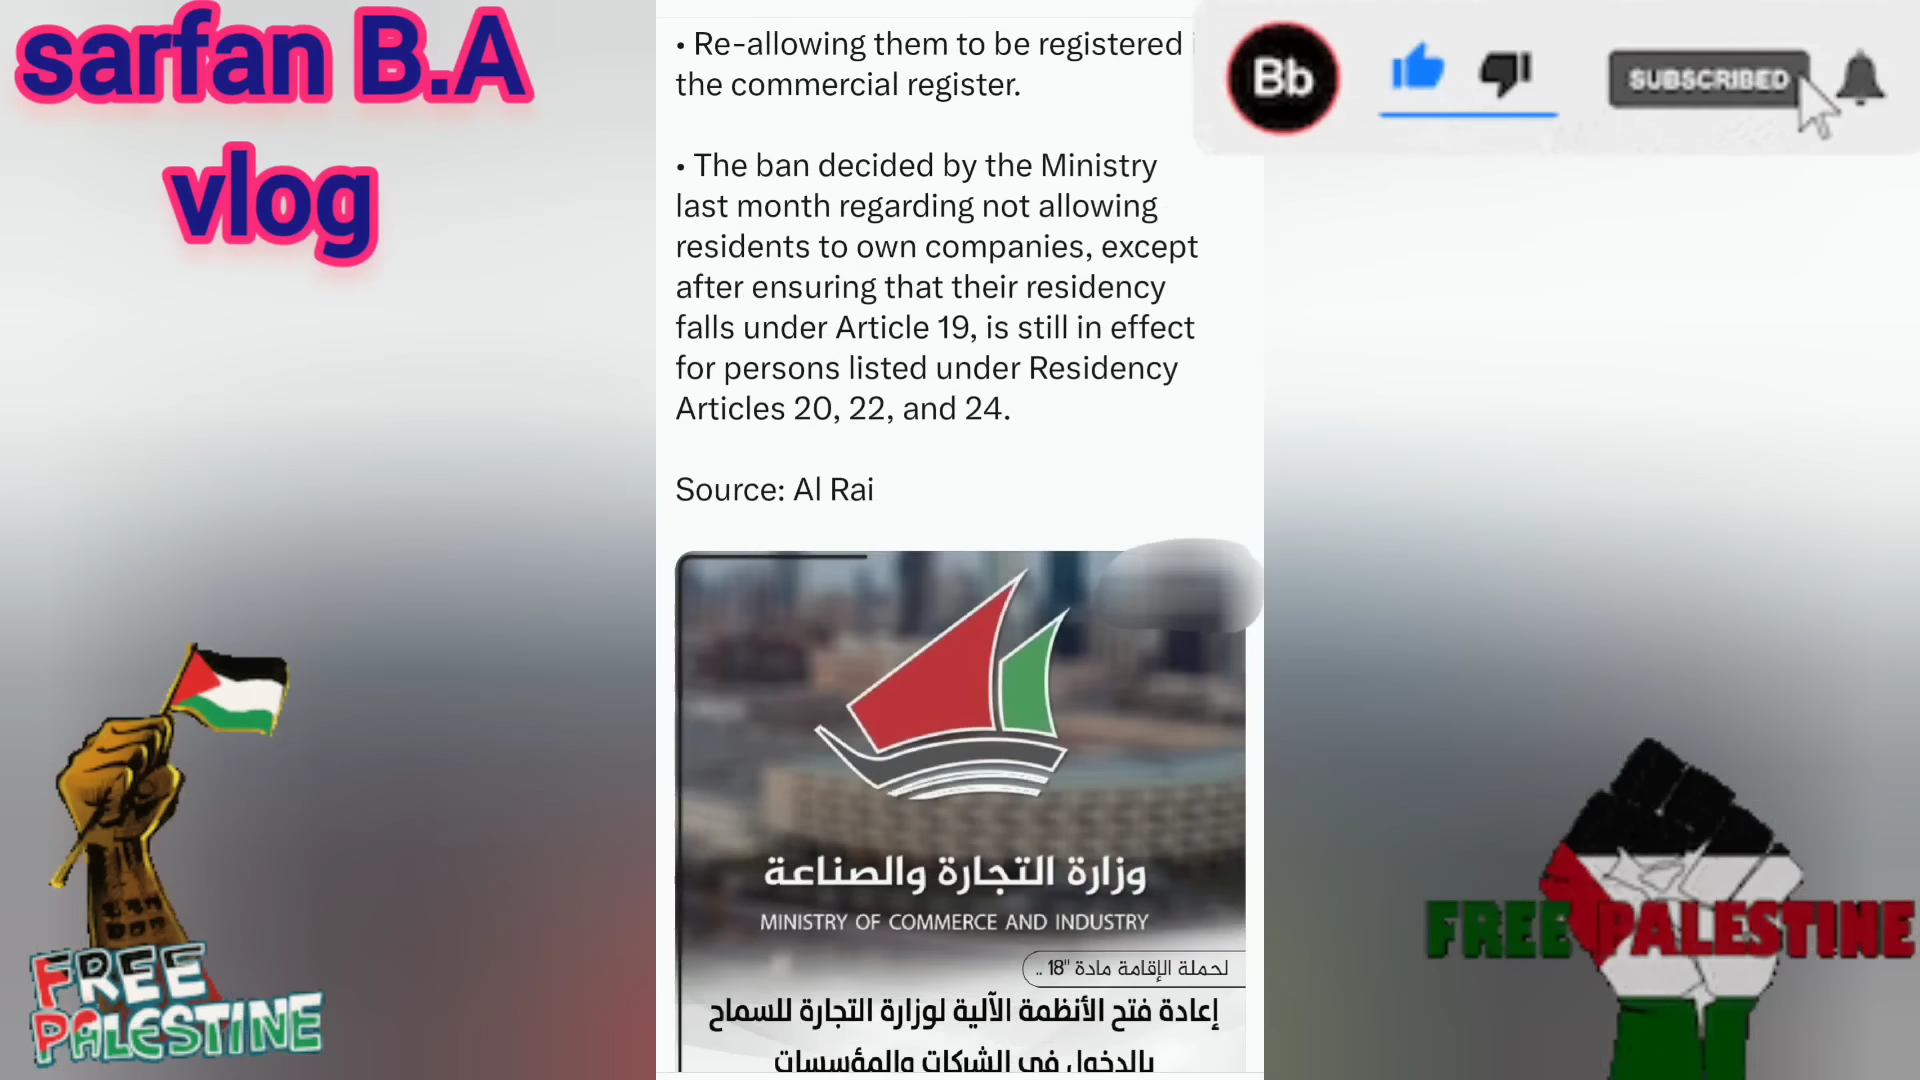 sarfan B.A
vlog
• Re-allowing them to be registered
the commercial register.
• The ban decided by the Ministry
last month regarding not allowing
residents to own companies, except
after ensuring that their residency
falls under Article 19, is still in effect
for persons listed under Residency
Articles 20, 22, and 24.
Source: Al Rai
وزارة التجارة والصناعة
MINISTRY OF COMMERCE AND INDUSTRY
لحملة الإقامة مادة "18 ..
إعادة فتح الأنظمة الآلية لوزارة التجارة للسماح
بالدخول في الشركات والمؤسسات
Bb
SUBSCRIBED
FREE
PALESTINE
FREE PALESTINE